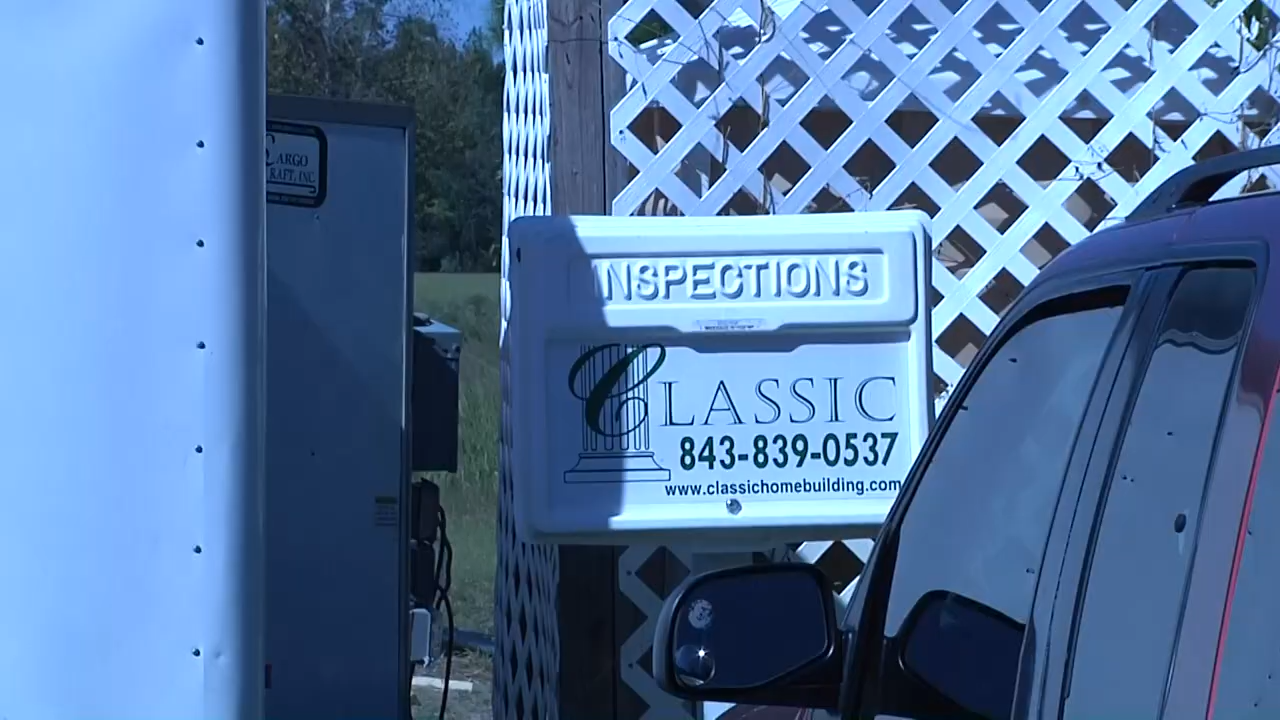 ARGO
RAFT, INC.
INSPECTIONS
CLASSIC
843-839-0537
www.classichomebuilding.com